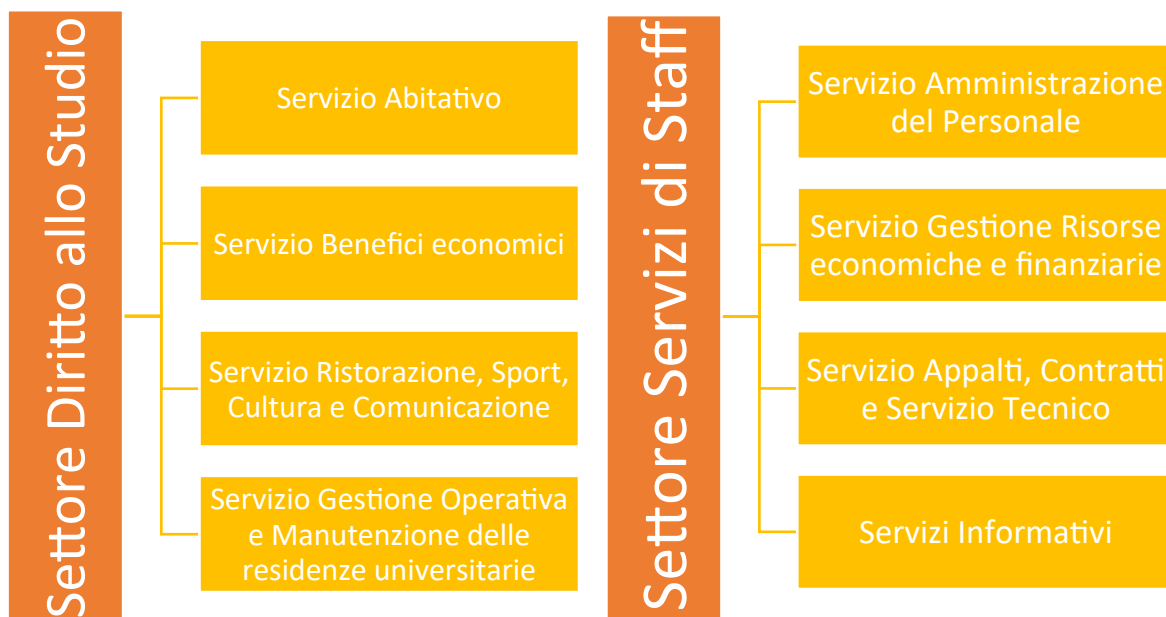 Settore Diritto allo Studio
Servizio Abitativo
Servizio Benefici economici
Servizio Ristorazione, Sport,
Cultura e Comunicazione
Servizio Gestione Operativa
e Manutenzione delle
residenze universitarie
Settore Servizi di Staff
Servizio Amministrazione
del Personale
Servizio Gestione Risorse
economiche e finanziarie
Servizio Appalti, Contratti
e Servizio Tecnico
Servizi Informativi